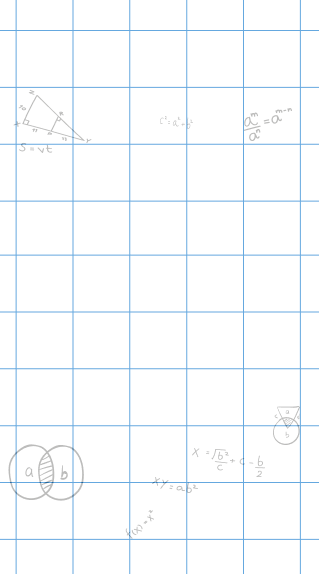 c² = a² + b²
aᵐ/aⁿ = aᵐ⁻ⁿ
S = vt
a b
a
b
X = √b²/c + c - b/2
XY = ab²
f(x) = x²